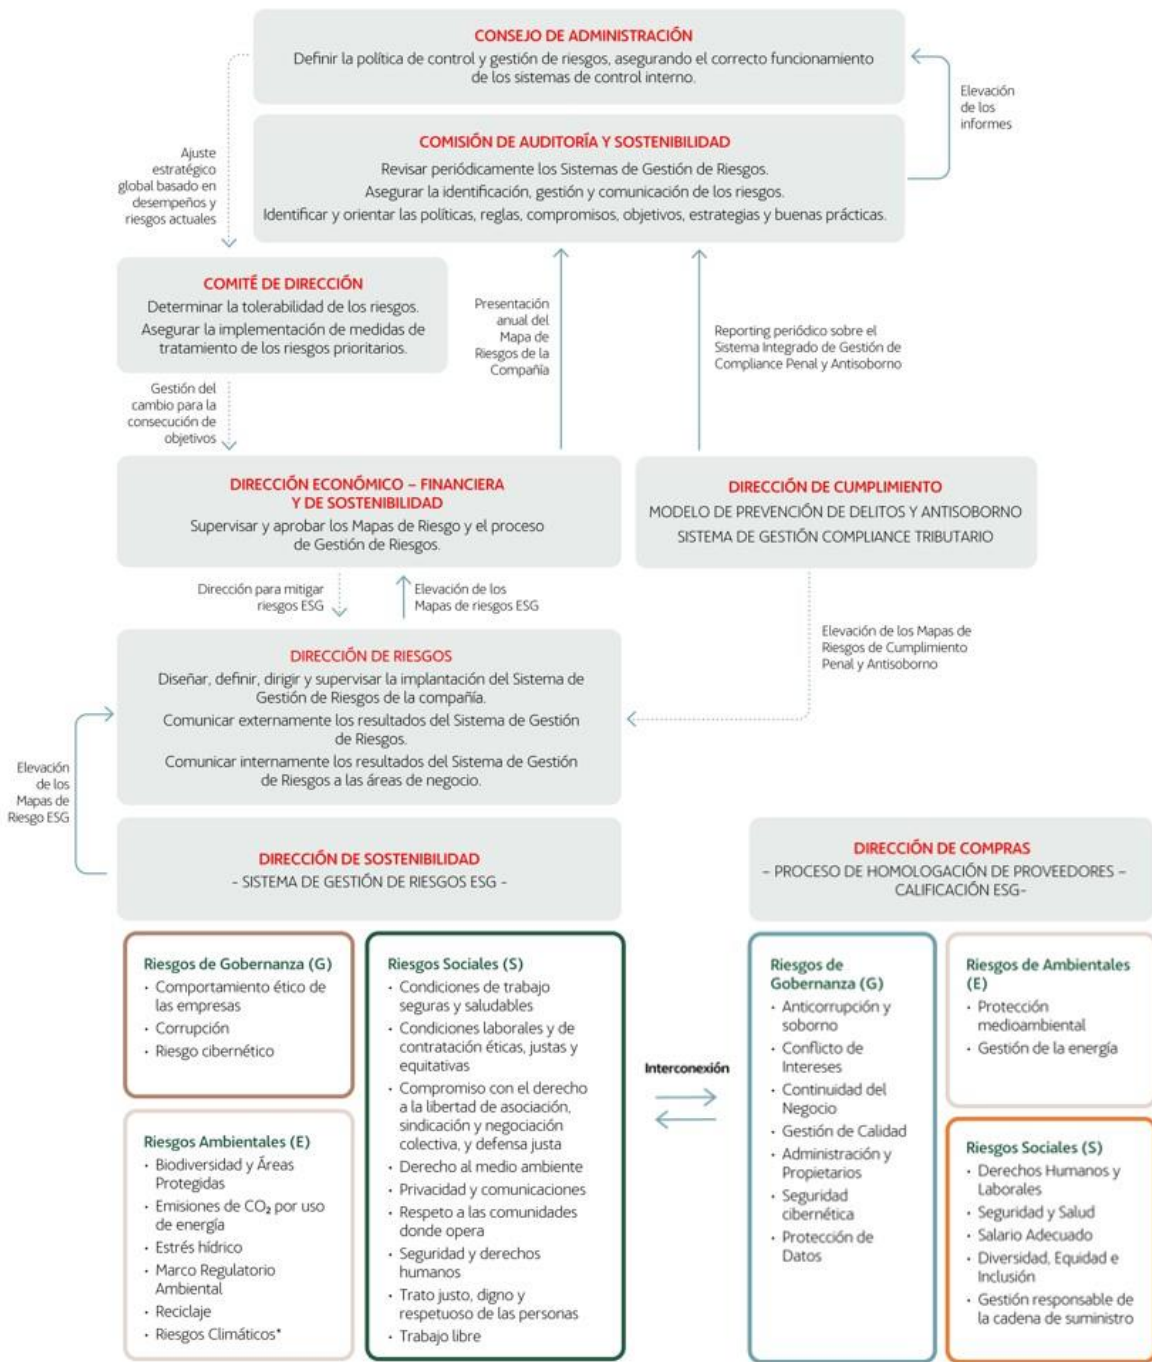 CONSEJO DE ADMINISTRACIÓN
Definir la política de control y gestión de riesgos, asegurando el correcto funcionamiento
de los sistemas de control interno.
Elevación
de los
informes
COMISIÓN DE AUDITORÍA Y SOSTENIBILIDAD
Revisar periódicamente los Sistemas de Gestión de Riesgos.
Asegurar la identificación, gestión y comunicación de los riesgos.
Identificar y orientar las políticas, reglas, compromisos, objetivos, estrategias y buenas prácticas.
Ajuste
estratégico
global basado en
desempeños y
riesgos actuales
COMITÉ DE DIRECCIÓN
Determinar la tolerabilidad de los riesgos.
Asegurar la implementación de medidas de
tratamiento de los riesgos prioritarios.
Presentación
anual del
Mapa de
Riesgos de la
Compañía
Reporting periódico sobre el
Sistema Integrado de Gestión de
Compliance Penal y Antisoborno
Gestión del
cambio para la
consecución de
objetivos
DIRECCIÓN ECONÓMICO – FINANCIERA
Y DE SOSTENIBILIDAD
Supervisar y aprobar los Mapas de Riesgo y el proceso
de Gestión de Riesgos.
DIRECCIÓN DE CUMPLIMIENTO
MODELO DE PREVENCIÓN DE DELITOS Y ANTISOBORNO
SISTEMA DE GESTIÓN COMPLIANCE TRIBUTARIO
Dirección para mitigar
riesgos ESG
Elevación de los
Mapas de riesgos ESG
Elevación de los Mapas de
Riesgos de Cumplimiento
Penal y Antisoborno
DIRECCIÓN DE RIESGOS
Diseñar, definir, dirigir y supervisar la implantación del Sistema de
Gestión de Riesgos de la compañía.
Comunicar externamente los resultados del Sistema de Gestión
de Riesgos.
Comunicar internamente los resultados del Sistema de Gestión
de Riesgos a las áreas de negocio.
Elevación
de los
Mapas de
Riesgo ESG
DIRECCIÓN DE SOSTENIBILIDAD
- SISTEMA DE GESTIÓN DE RIESGOS ESG -
DIRECCIÓN DE COMPRAS
– PROCESO DE HOMOLOGACIÓN DE PROVEEDORES –
CALIFICACIÓN ESG-
Riesgos de Gobernanza (G)
• Comportamiento ético de
las empresas
• Corrupción
• Riesgo cibernético
Riesgos Ambientales (E)
• Biodiversidad y Áreas
Protegidas
• Emisiones de CO₂ por uso
de energía
• Estrés hídrico
• Marco Regulatorio
Ambiental
• Reciclaje
• Riesgos Climáticos*
Riesgos Sociales (S)
• Condiciones de trabajo
seguras y saludables
• Condiciones laborales y de
contratación éticas, justas y
equitativas
• Compromiso con el derecho
a la libertad de asociación,
sindicación y negociación
colectiva, y defensa justa
• Derecho al medio ambiente
• Privacidad y comunicaciones
• Respeto a las comunidades
donde opera
• Seguridad y derechos
humanos
• Trato justo, digno y
respetuoso de las personas
• Trabajo libre
Interconexión
Riesgos de
Gobernanza (G)
• Anticorrupción y
soborno
• Conflicto de
Intereses
• Continuidad del
Negocio
• Gestión de Calidad
• Administración y
Propietarios
• Seguridad
cibernética
• Protección de
Datos
Riesgos de Ambientales
(E)
• Protección
medioambiental
• Gestión de la energía
Riesgos Sociales (S)
• Derechos Humanos y
Laborales
• Seguridad y Salud
• Salario Adecuado
• Diversidad, Equidad e
Inclusión
• Gestión responsable de
la cadena de suministro